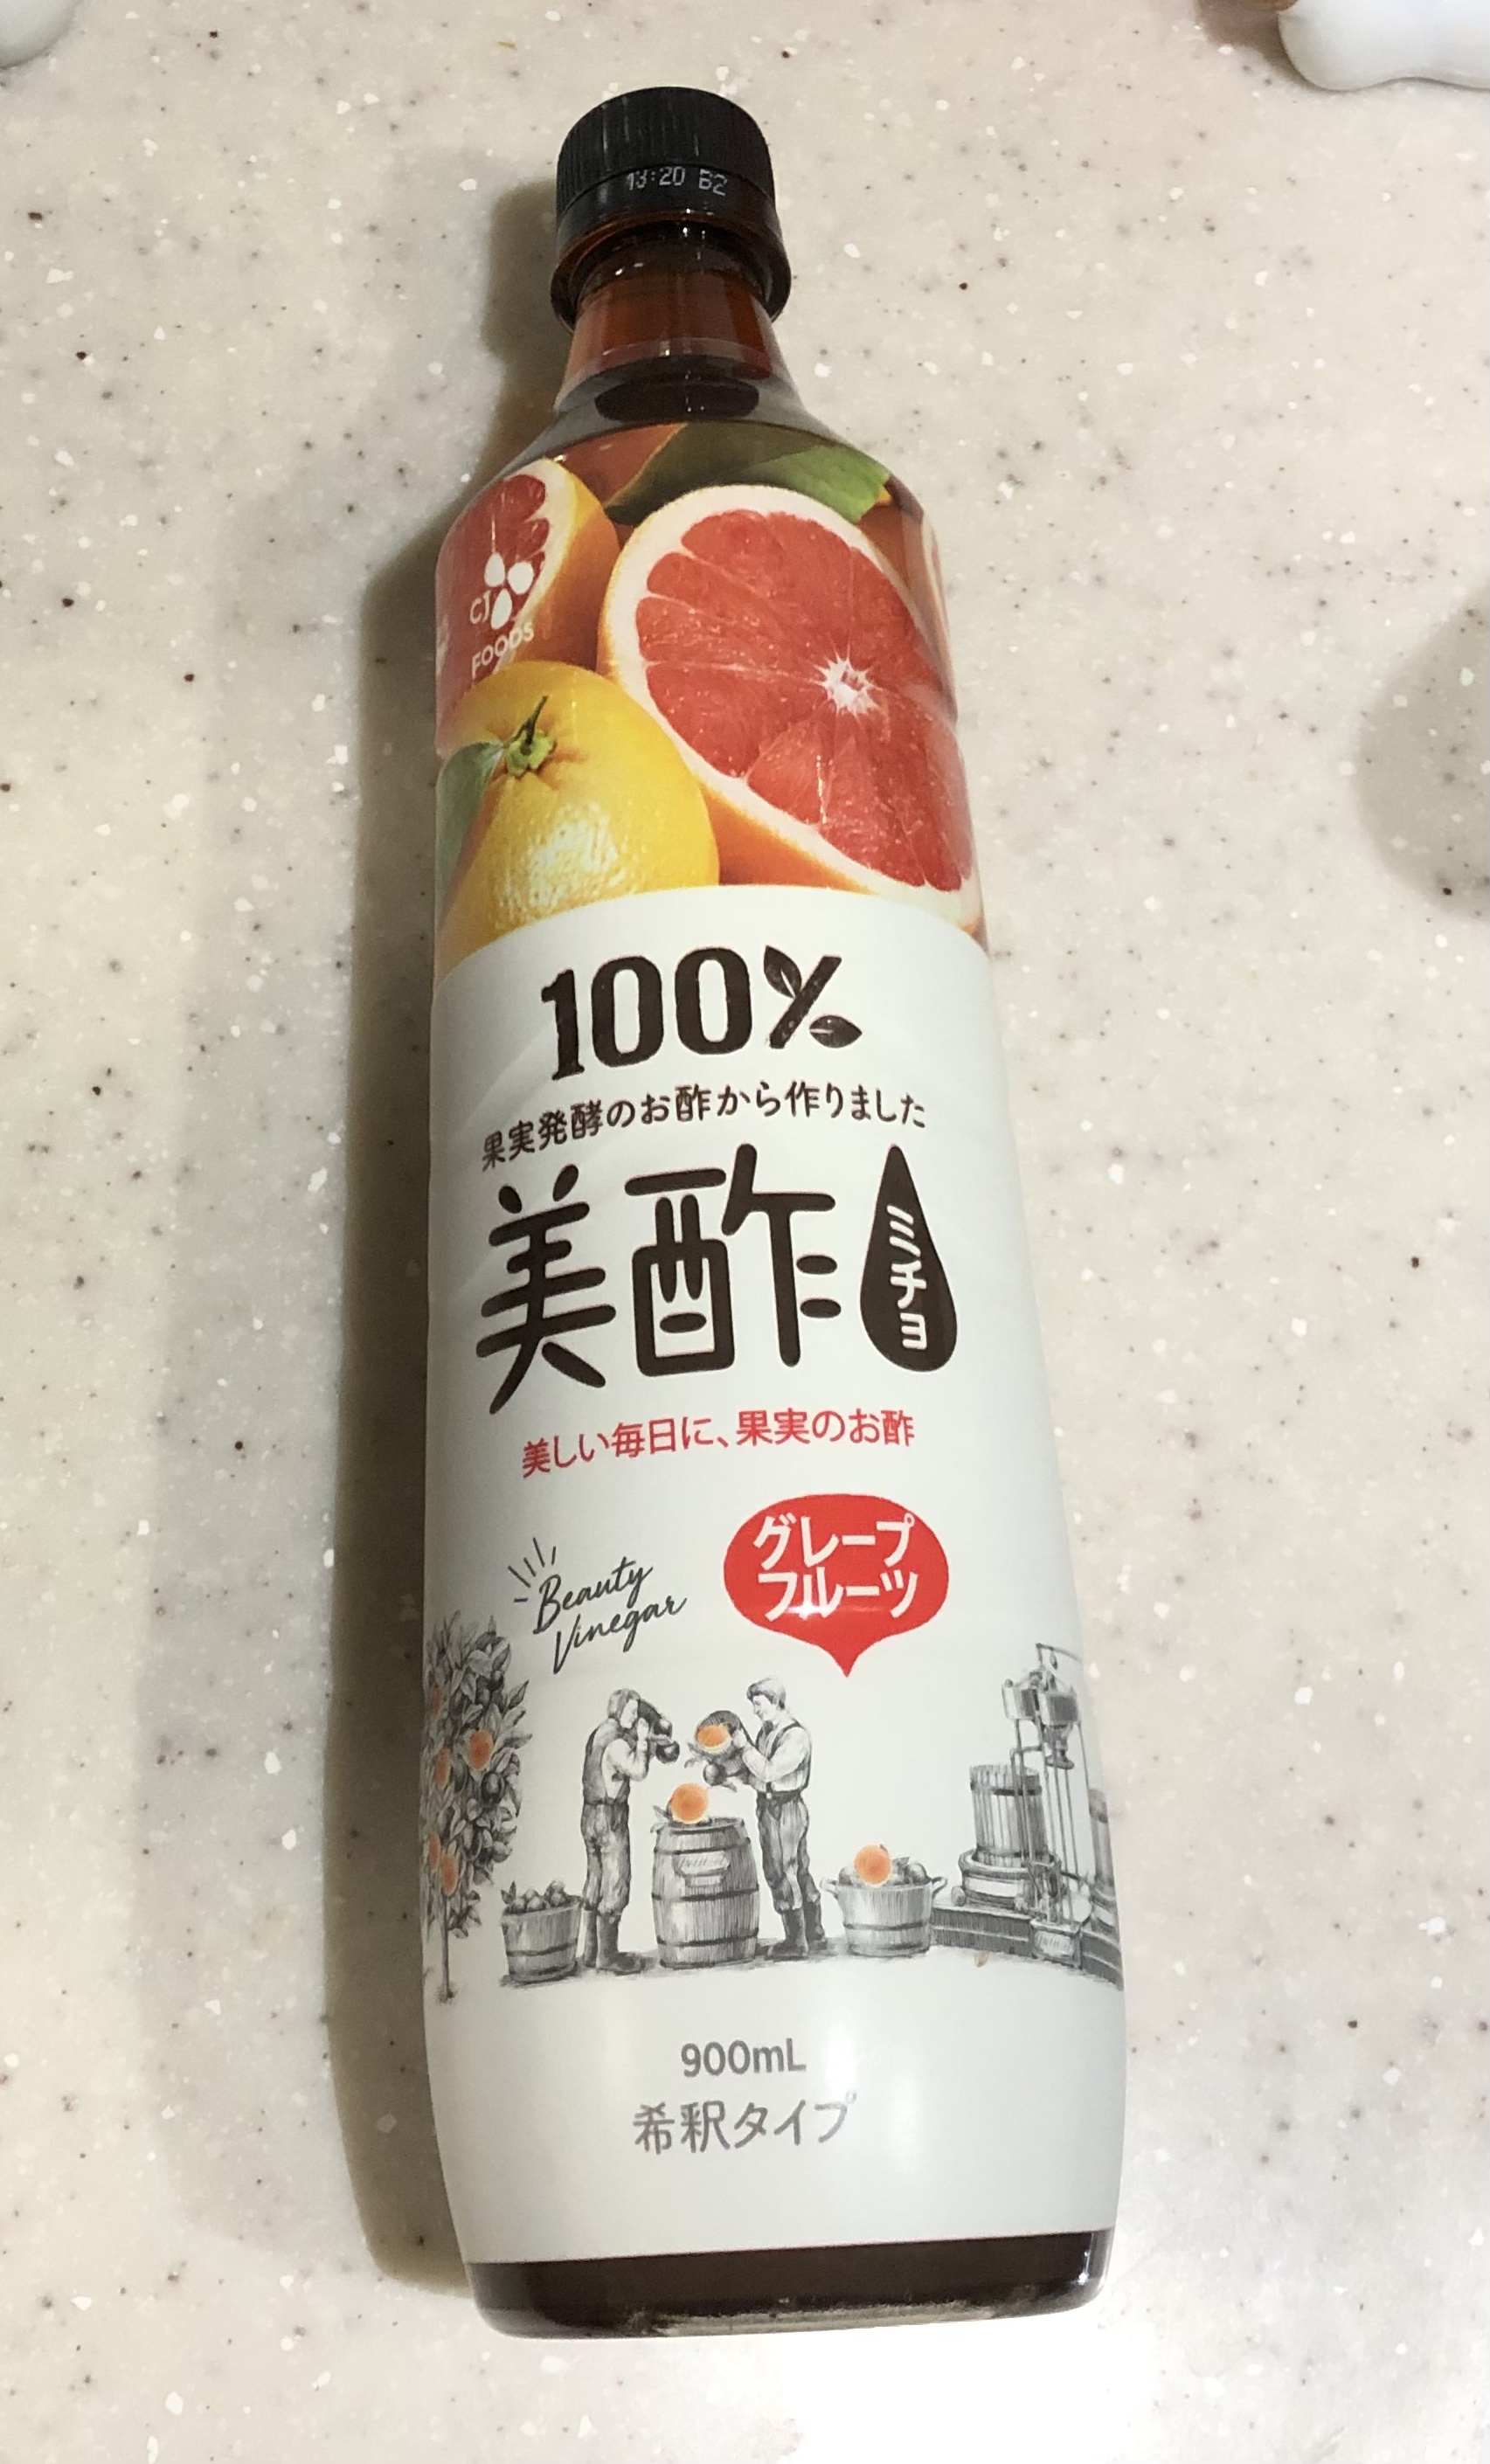 13:20 B2
CJ
FOODS
100%
果実発酵のお酢から作りました
美酢
ミチョ
美しい毎日に、果実のお酢
グレープ
フルーツ
Beauty
Vinegar
900mL
希釈タイプ